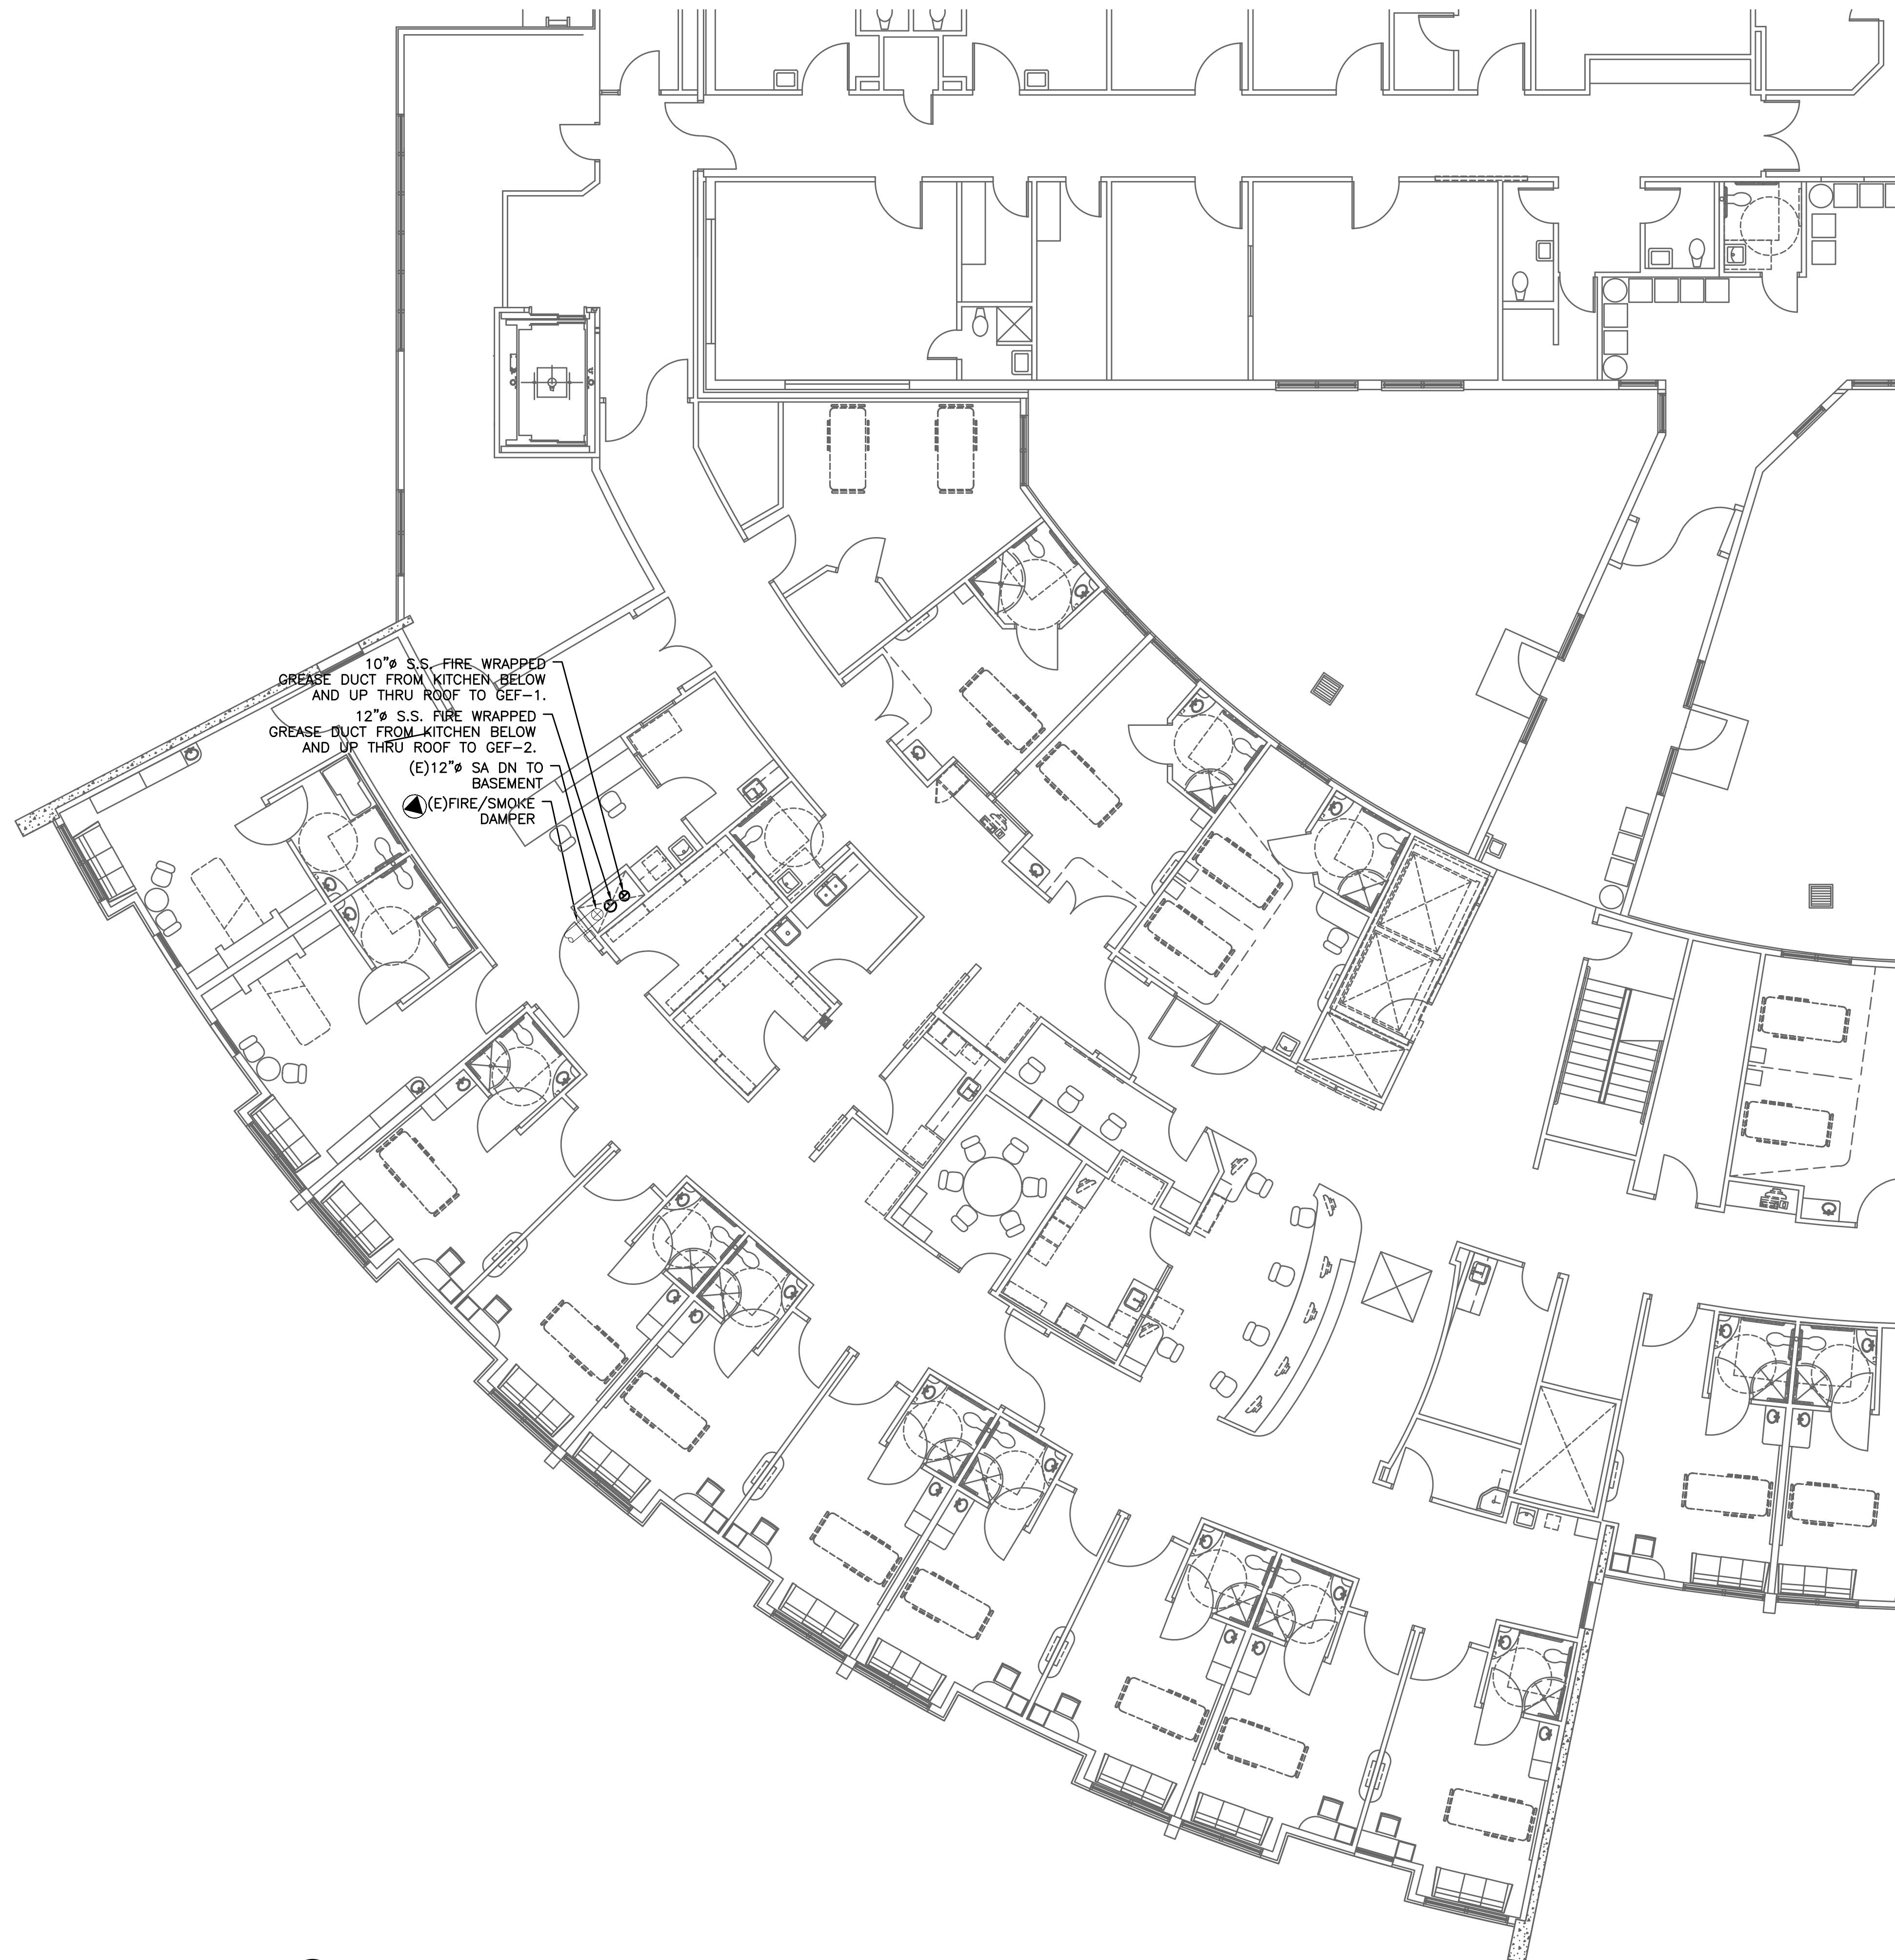 10"ø S.S. FIRE WRAPPED
GREASE DUCT FROM KITCHEN BELOW
AND UP THRU ROOF TO GEF-1.
12"ø S.S. FIRE WRAPPED
GREASE DUCT FROM KITCHEN BELOW
AND UP THRU ROOF TO GEF-2.
(E)12"ø SA DN TO
BASEMENT
(E)FIRE/SMOKE
DAMPER